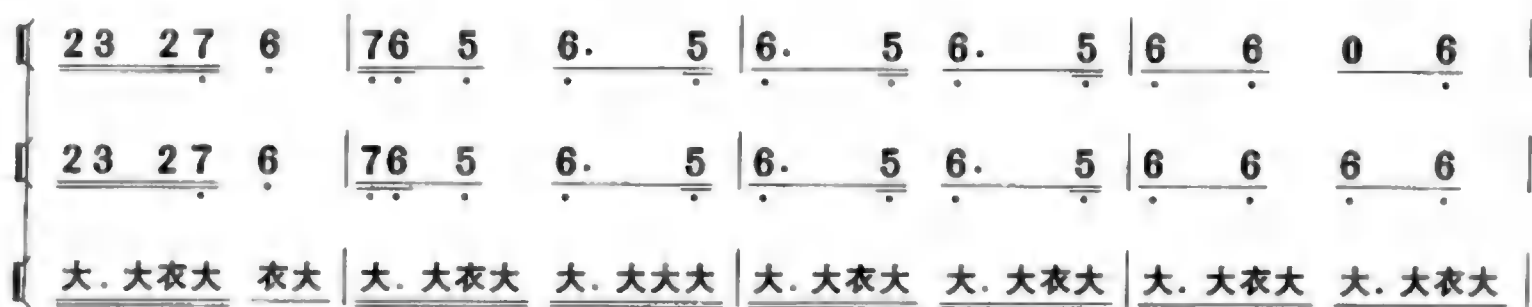 23 27 6 | 76 5 6. 5 | 6. 5 6. 5 | 6 6 0 6 |
23 27 6 | 76 5 6. 5 | 6. 5 6. 5 | 6 6 6 6 |
大. 大衣大 衣大 | 大. 大衣大 大. 大大大 | 大. 大衣大 大. 大衣大 | 大. 大衣大 大. 大衣大 |